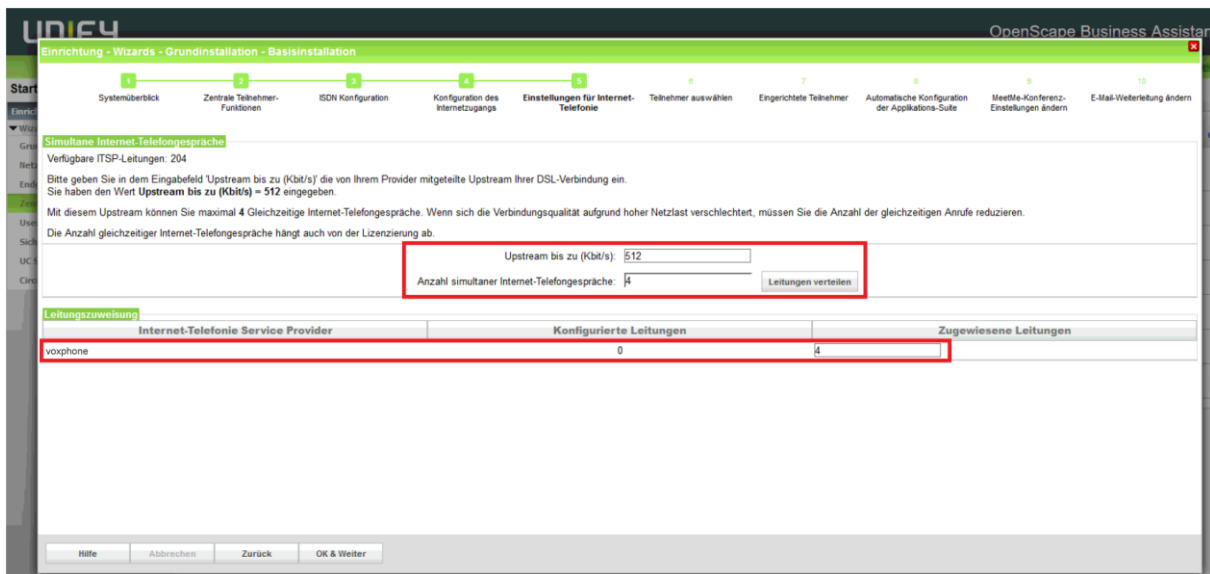 UNIFY
OpenScape Business Assistan
Einrichtung - Wizards - Grundinstallation - Basisinstallation
1 2 3 4 5 6 7 8 9 10
Systemüberblick
Zentrale Teilnehmer-Funktionen
ISDN Konfiguration
Konfiguration des Internetzugangs
Einstellungen für Internet-Telefonie
Teilnehmer auswählen
Eingerichtete Teilnehmer
Automatische Konfiguration der Applikations-Suite
MeetMe-Konferenz-Einstellungen ändern
E-Mail-Weiterleitung ändern
Start
Simultane Internet-Telefongespräche
Verfügbare ITSP-Leitungen: 204
Bitte geben Sie in dem Eingabefeld 'Upstream bis zu (Kbit/s)' die von Ihrem Provider mitgeteilte Upstream Ihrer DSL-Verbindung ein.
Sie haben den Wert Upstream bis zu (Kbit/s) = 512 eingegeben.
Mit diesem Upstream können Sie maximal 4 Gleichzeitige Internet-Telefongespräche. Wenn sich die Verbindungsqualität aufgrund hoher Netzlast verschlechtert, müssen Sie die Anzahl der gleichzeitigen Anrufe reduzieren.
Die Anzahl gleichzeitiger Internet-Telefongespräche hängt auch von der Lizenzierung ab.
Upstream bis zu (Kbit/s): 512
Anzahl simultaner Internet-Telefongespräche: 4 Leitungen verteilen
Leitungszuweisung
Internet-Telefonie Service Provider Konfigurierte Leitungen Zugewiesene Leitungen
voxphone 0 4
Hilfe Abbrechen Zurück OK & Weiter